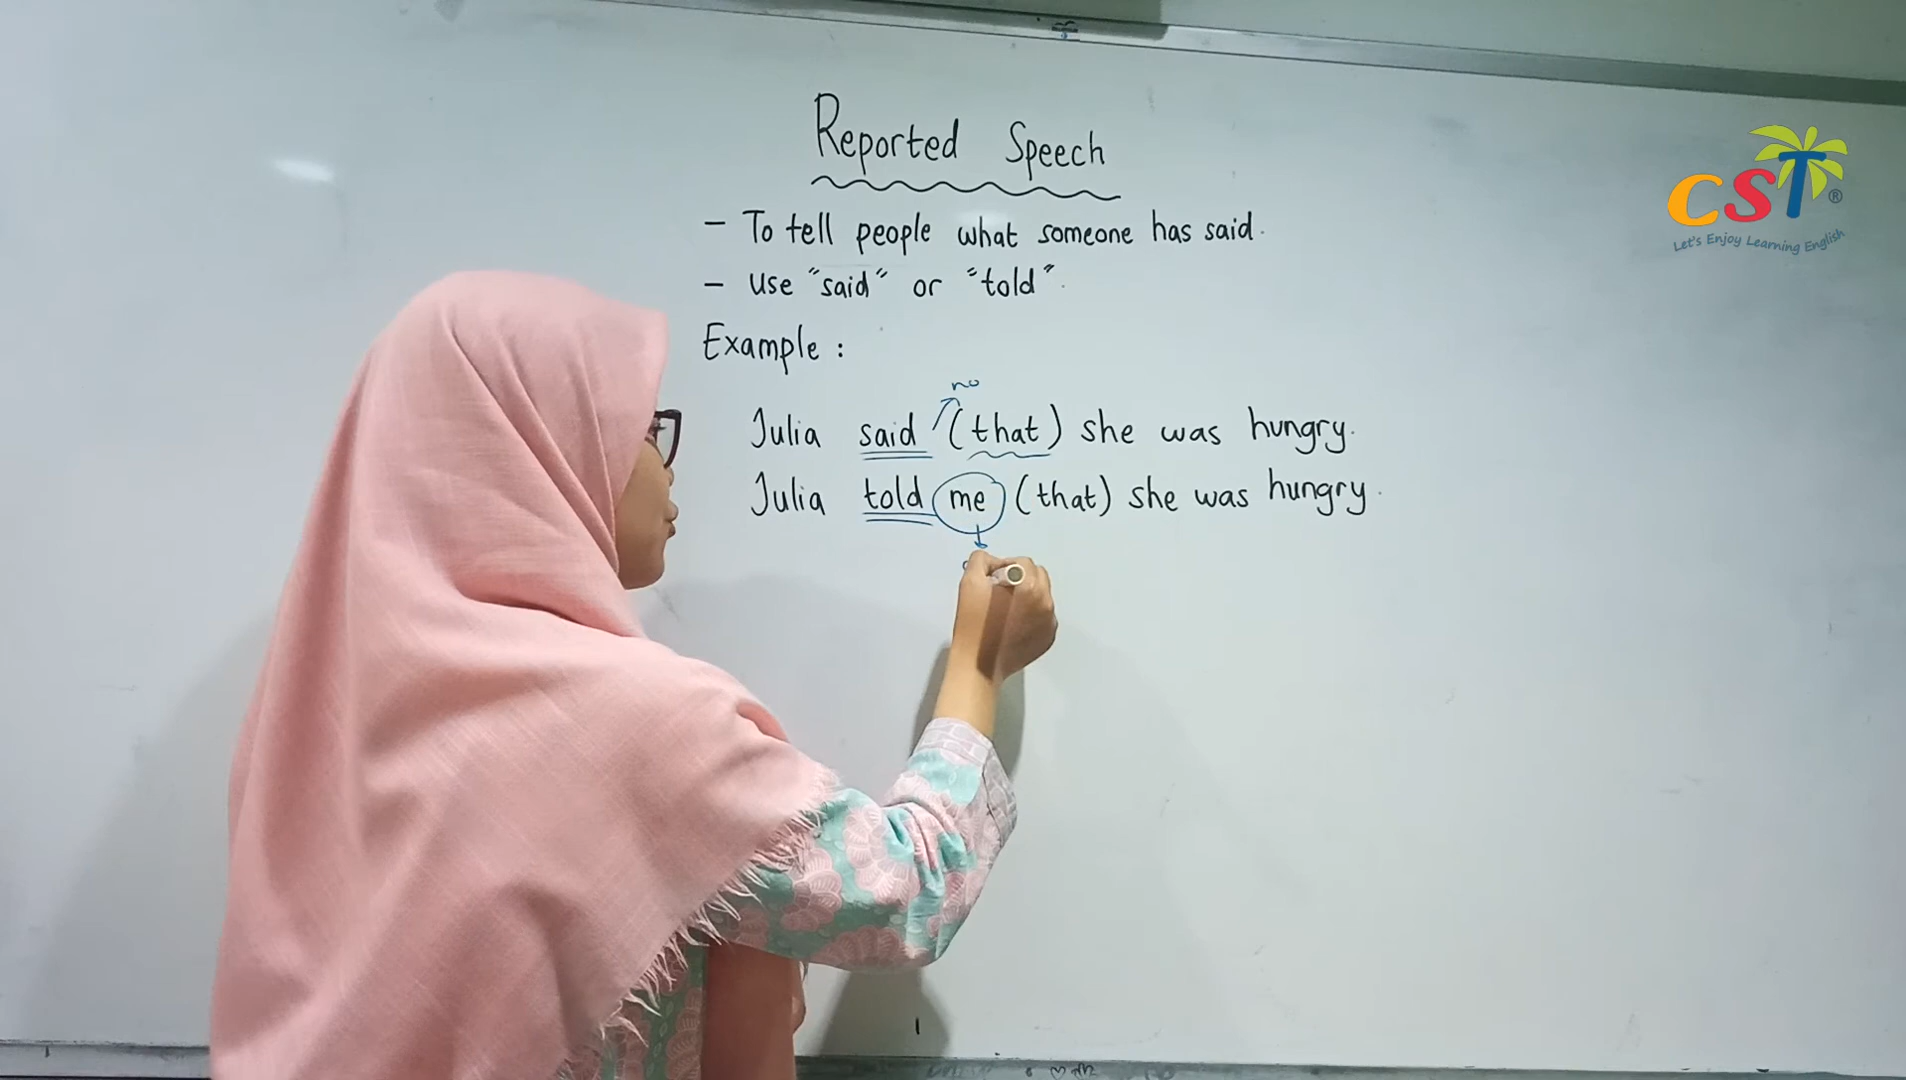 Reported Speech
- To tell people what someone has said.
- Use "said" or "told".
Example :
no
Julia said (that) she was hungry.
Julia told me (that) she was hungry.
CST®
Let's Enjoy Learning English